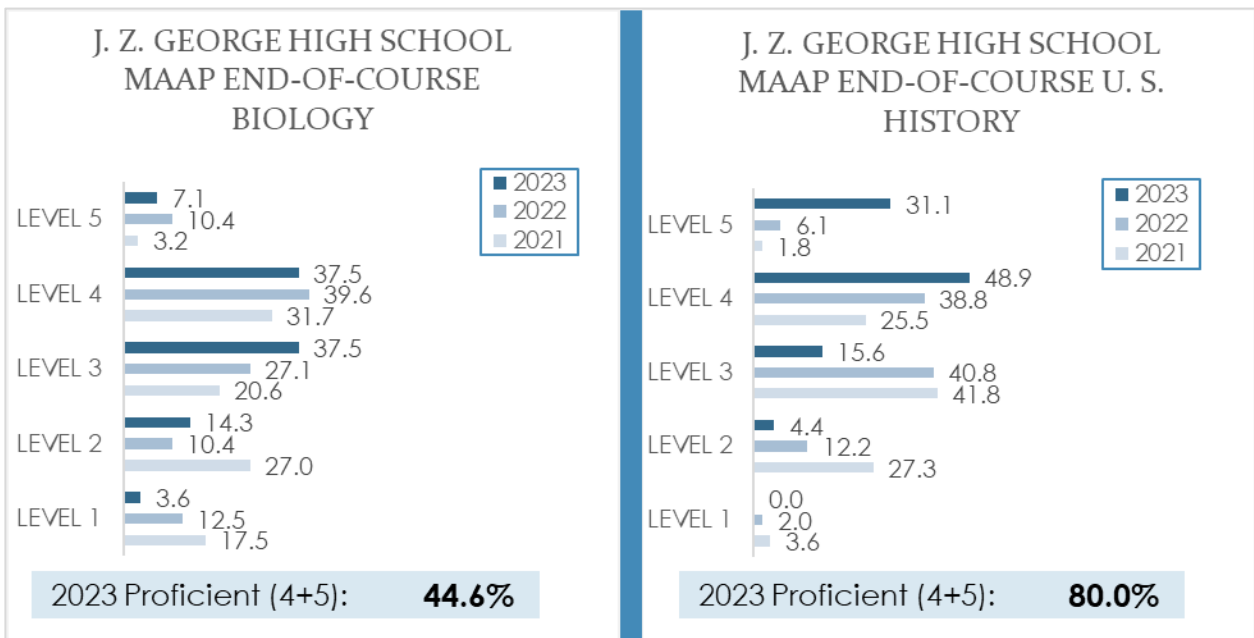 J. Z. GEORGE HIGH SCHOOL
MAAP END-OF-COURSE
BIOLOGY
2023
2022
2021
LEVEL 5
7.1
10.4
3.2
LEVEL 4
37.5
39.6
31.7
LEVEL 3
37.5
27.1
20.6
LEVEL 2
14.3
10.4
27.0
LEVEL 1
3.6
12.5
17.5
2023 Proficient (4+5): 44.6%
J. Z. GEORGE HIGH SCHOOL
MAAP END-OF-COURSE U. S.
HISTORY
2023
2022
2021
LEVEL 5
31.1
6.1
1.8
LEVEL 4
48.9
38.8
25.5
LEVEL 3
15.6
40.8
41.8
LEVEL 2
4.4
12.2
27.3
LEVEL 1
0.0
2.0
3.6
2023 Proficient (4+5): 80.0%